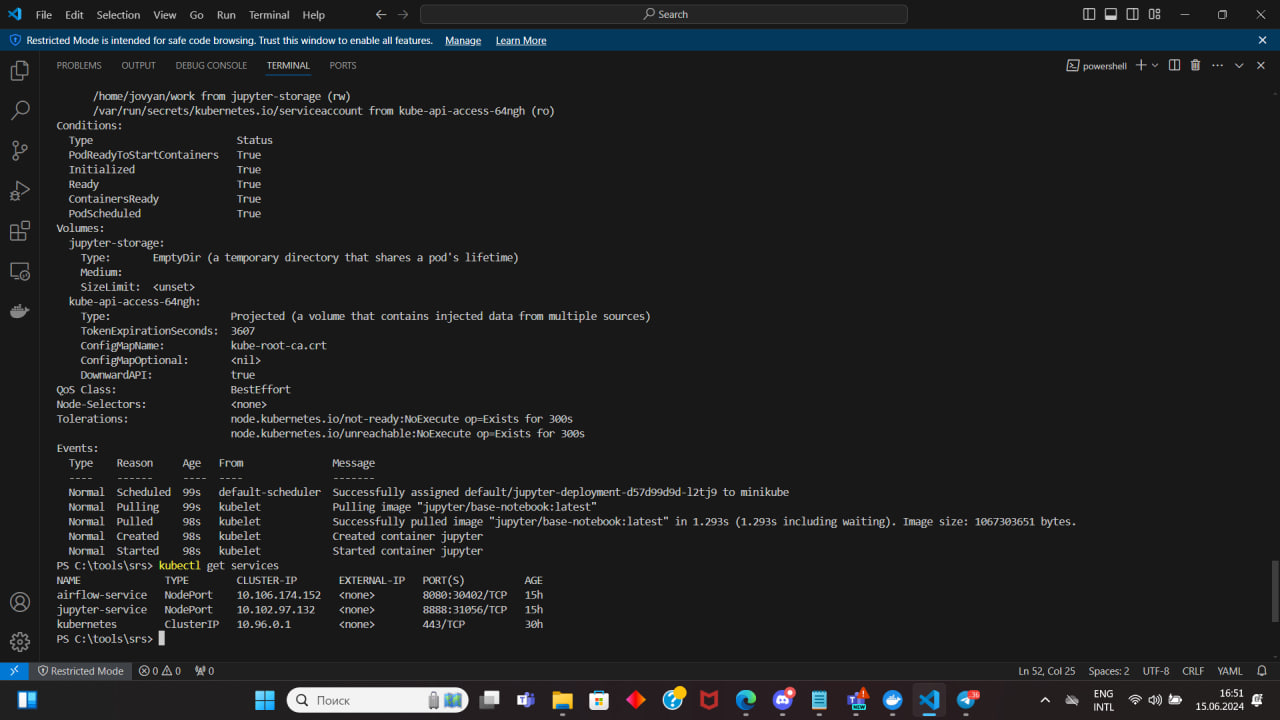 File Edit Selection View Go Run Terminal Help
Search
Restricted Mode is intended for safe code browsing. Trust this window to enable all features. Manage Learn More
PROBLEMS OUTPUT DEBUG CONSOLE TERMINAL PORTS
powershell
/home/jovyan/work from jupyter-storage (rw)
/var/run/secrets/kubernetes.io/serviceaccount from kube-api-access-64ngh (ro)
Conditions:
Type Status
PodReadyToStartContainers True
Initialized True
Ready True
ContainersReady True
PodScheduled True
Volumes:
jupyter-storage:
Type: EmptyDir (a temporary directory that shares a pod's lifetime)
Medium:
SizeLimit: <unset>
kube-api-access-64ngh:
Type: Projected (a volume that contains injected data from multiple sources)
TokenExpirationSeconds: 3607
ConfigMapName: kube-root-ca.crt
ConfigMapOptional: <nil>
DownwardAPI: true
QoS Class: BestEffort
Node-Selectors: <none>
Tolerations: node.kubernetes.io/not-ready:NoExecute op=Exists for 300s
node.kubernetes.io/unreachable:NoExecute op=Exists for 300s
Events:
Type Reason Age From Message
---- ------ ---- ---- -------
Normal Scheduled 99s default-scheduler Successfully assigned default/jupyter-deployment-d57d99d9d-l2tj9 to minikube
Normal Pulling 99s kubelet Pulling image "jupyter/base-notebook:latest"
Normal Pulled 98s kubelet Successfully pulled image "jupyter/base-notebook:latest" in 1.293s (1.293s including waiting). Image size: 1067303651 bytes.
Normal Created 98s kubelet Created container jupyter
Normal Started 98s kubelet Started container jupyter
PS C:\tools\srs> kubectl get services
NAME TYPE CLUSTER-IP EXTERNAL-IP PORT(S) AGE
airflow-service NodePort 10.106.174.152 <none> 8080:30402/TCP 15h
jupyter-service NodePort 10.102.97.132 <none> 8888:31056/TCP 15h
kubernetes ClusterIP 10.96.0.1 <none> 443/TCP 30h
PS C:\tools\srs>
Restricted Mode 0 0 0 Ln 52, Col 25 Spaces: 2 UTF-8 CRLF YAML
Поиск
ENG
INTL
16:51
15.06.2024